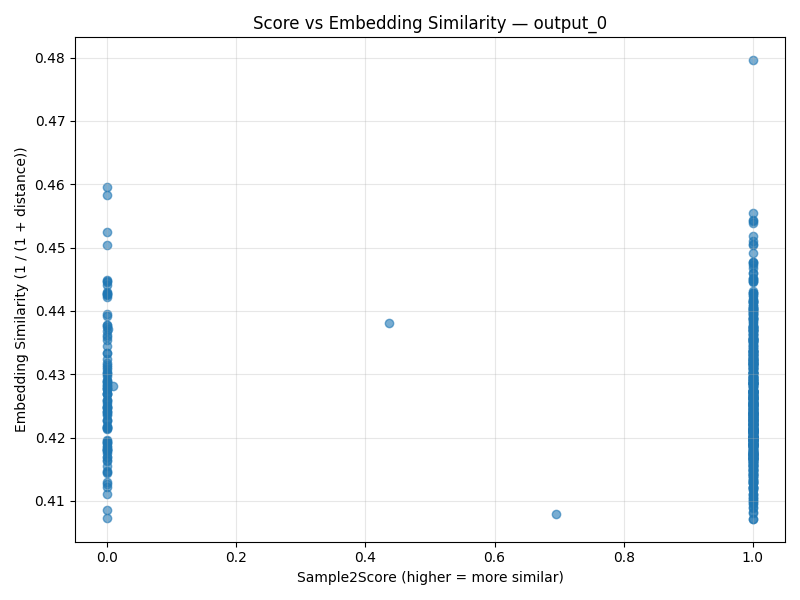 Score vs Embedding Similarity — output_0
Embedding Similarity (1 / (1 + distance))
0.48
0.47
0.46
0.45
0.44
0.43
0.42
0.41
0.0 0.2 0.4 0.6 0.8 1.0
Sample2Score (higher = more similar)